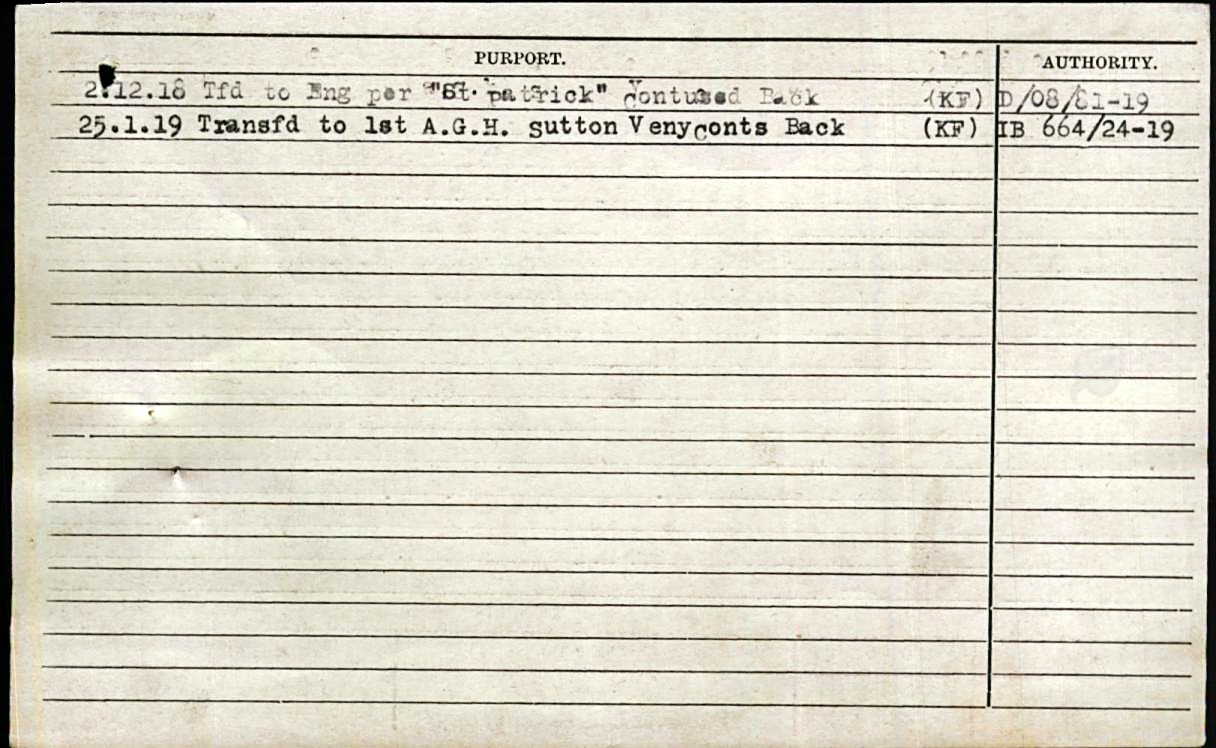 PURPORT. AUTHORITY.
2.12.18 Tfd to Eng per "St. patrick" Contused Back (KF) D/08/81-19
25.1.19 Transfd to 1st A.G.H. sutton Veny conts Back (KF) IB 664/24-19